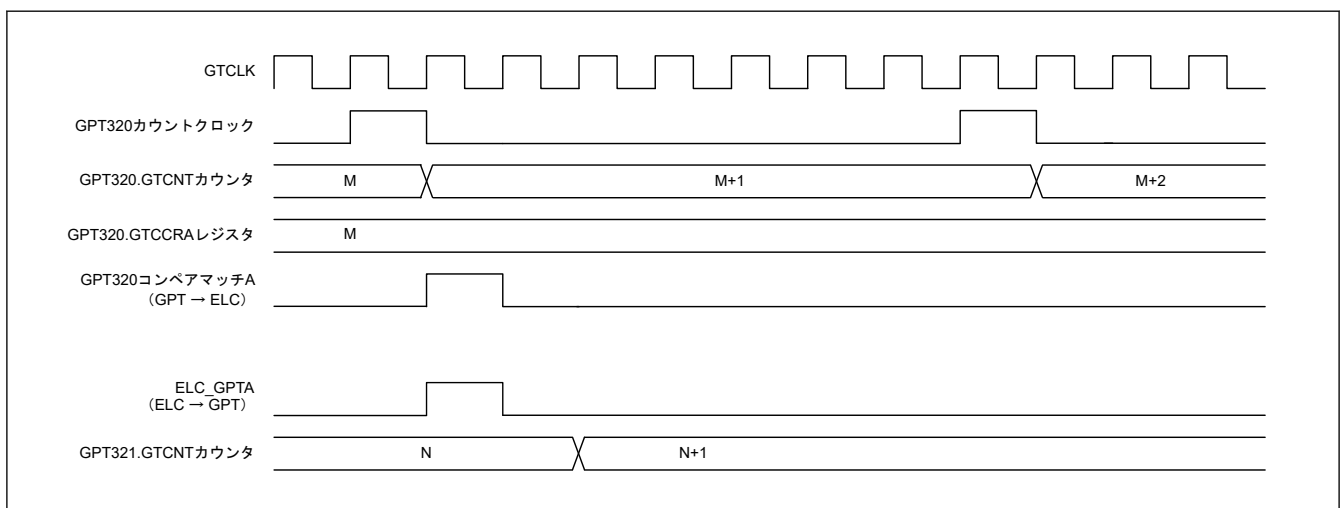 GTCLK
GPT320カウントクロック
GPT320.GTCNTカウンタ
M
M+1
M+2
GPT320.GTCCRAレジスタ
M
GPT320コンペアマッチA
（GPT → ELC）
ELC_GPTA
（ELC → GPT）
GPT321.GTCNTカウンタ
N
N+1